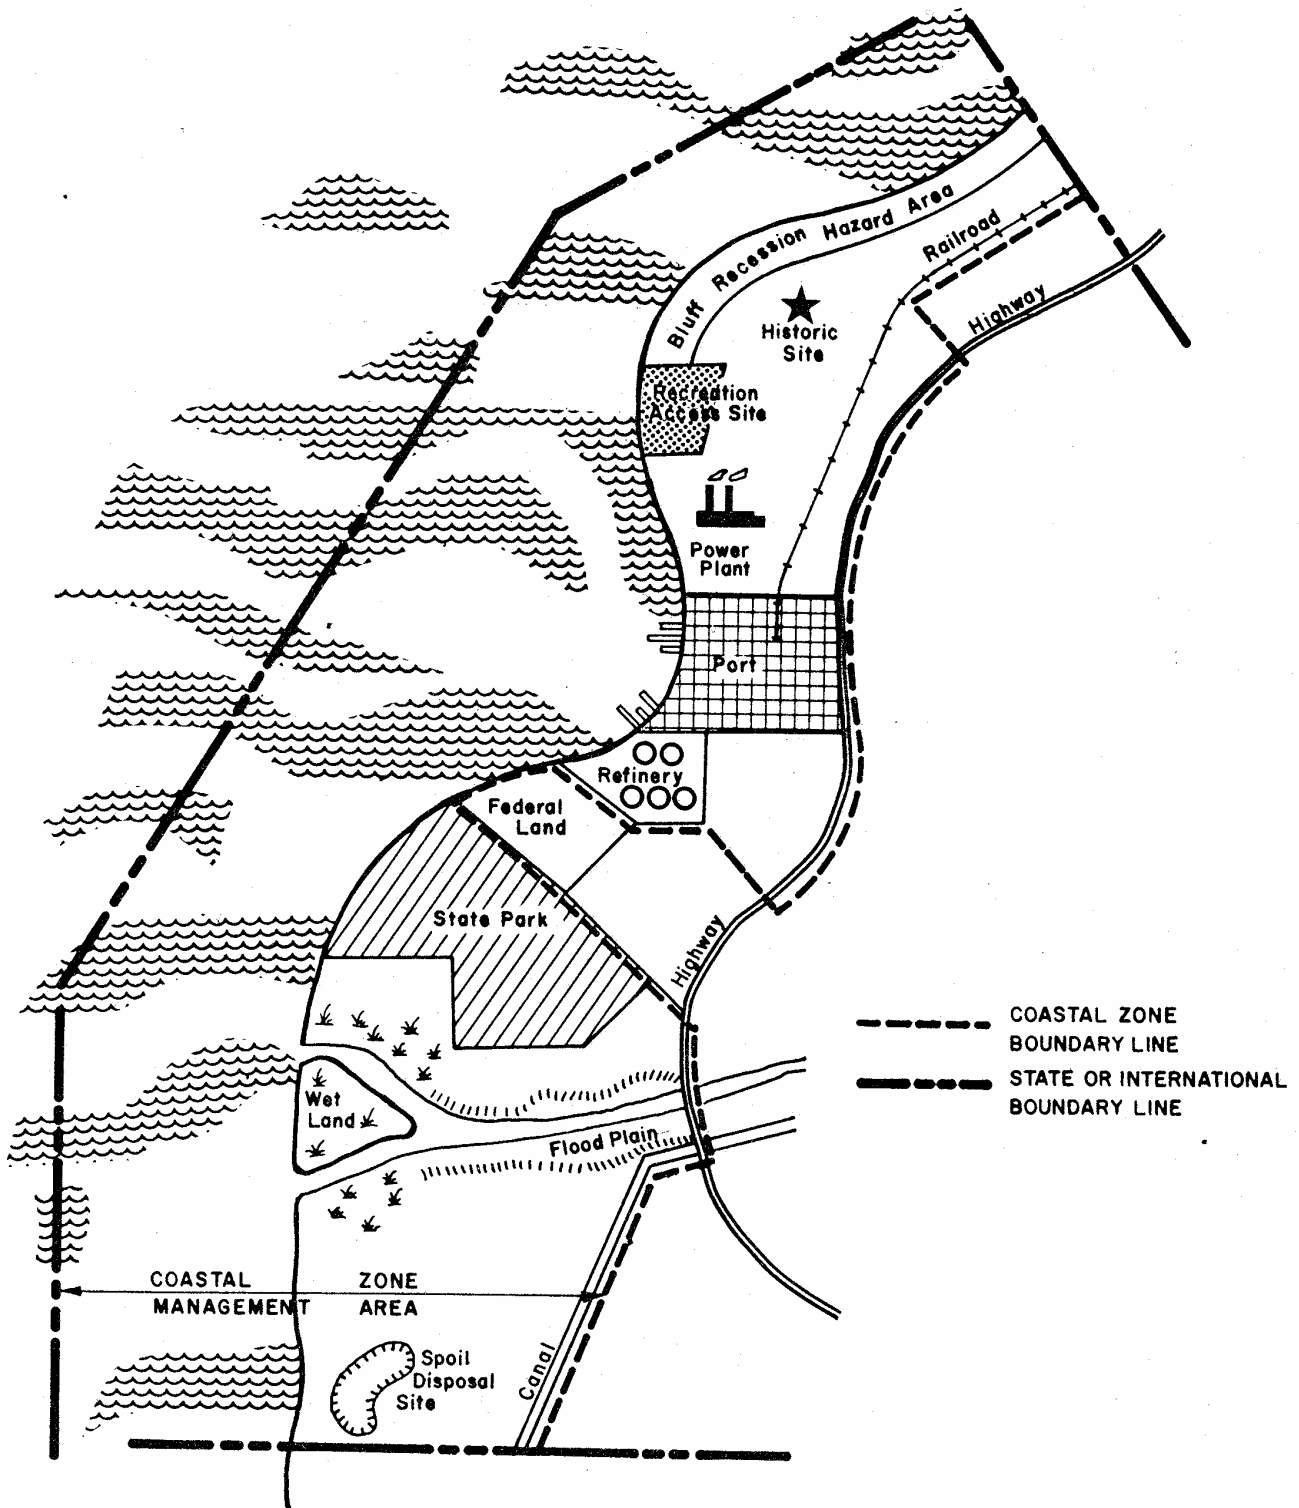 Bluff Recession Hazard Area
Railroad
Highway
Historic
Site
Recreation
Access Site
Power
Plant
Port
Refinery
Federal
Land
State Park
Highway
COASTAL ZONE
BOUNDARY LINE
STATE OR INTERNATIONAL
BOUNDARY LINE
Wet
Land
Flood Plain
COASTAL ZONE
MANAGEMENT AREA
Spoil
Disposal
Site
Canal